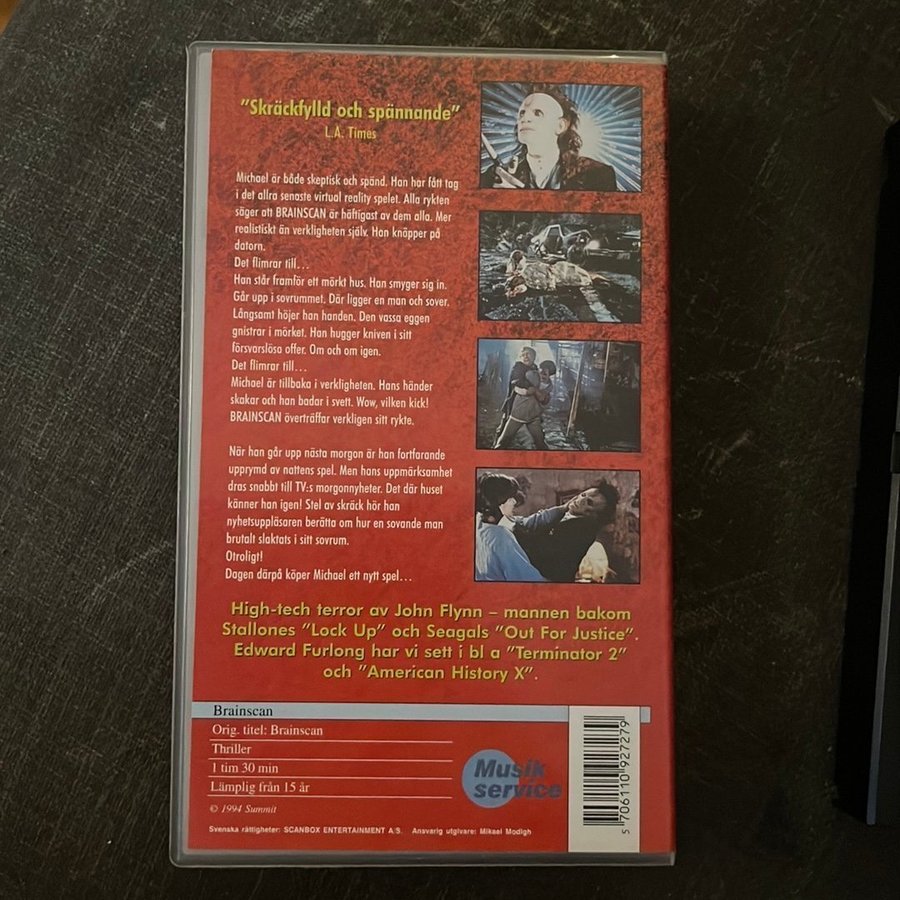 "Skräckfylld och spännande"
L.A. Times
Michael är både skeptisk och spänd. Han har fått tag
i det allra senaste virtual reality spelet. Alla rykten
säger att BRAINSCAN är häftigast av dem alla. Mer
realistiskt än verkligheten själv. Han knäpper på
datorn.
Det flimrar till...
Han står framför ett mörkt hus. Han smyger sig in.
Går upp i sovrummet. Där ligger en man och sover.
Långsamt höjer han handen. Den vassa eggen
gnistrar i mörket. Han hugger kniven i sitt
försvarslösa offer. Om och om igen.
Det flimrar till...
Michael är tillbaka i verkligheten. Hans händer
skakar och han badar i svett. Wow, vilken kick!
BRAINSCAN överträffar verkligen sitt rykte.
När han går upp nästa morgon är han fortfarande
upprymd av nattens spel. Men hans uppmärksamhet
dras snabbt till TV:s morgonnyheter. Det där huset
känner han igen! Stel av skräck hör han
nyhetsuppläsaren berätta om hur en sovande man
brutalt slaktats i sitt sovrum.
Otroligt!
Dagen därpå köper Michael ett nytt spel...
High-tech terror av John Flynn – mannen bakom
Stallones "Lock Up" och Seagals "Out For Justice".
Edward Furlong har vi sett i bl a "Terminator 2"
och "American History X".
Brainscan
Orig. titel: Brainscan
Thriller
1 tim 30 min
Lämplig från 15 år
© 1994 Summit
Svenska rättigheter: SCANBOX ENTERTAINMENT A/S. Ansvarig utgivare: Mikael Modigh
Musik
service
5 706110 927279